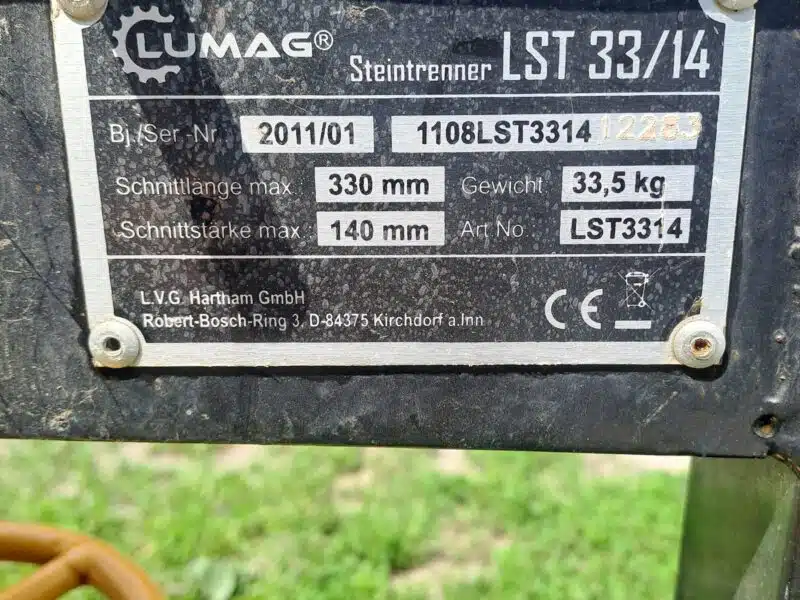 LUMAG® Steintrenner LST 33/14
Bj./Ser.-Nr. 2011/01 1108LST3314 12283
Schnittlänge max.: 330 mm Gewicht: 33,5 kg
Schnittstärke max.: 140 mm Art No.: LST3314
L.V.G. Hartham GmbH
Robert-Bosch-Ring 3, D-84375 Kirchdorf a.Inn
CE